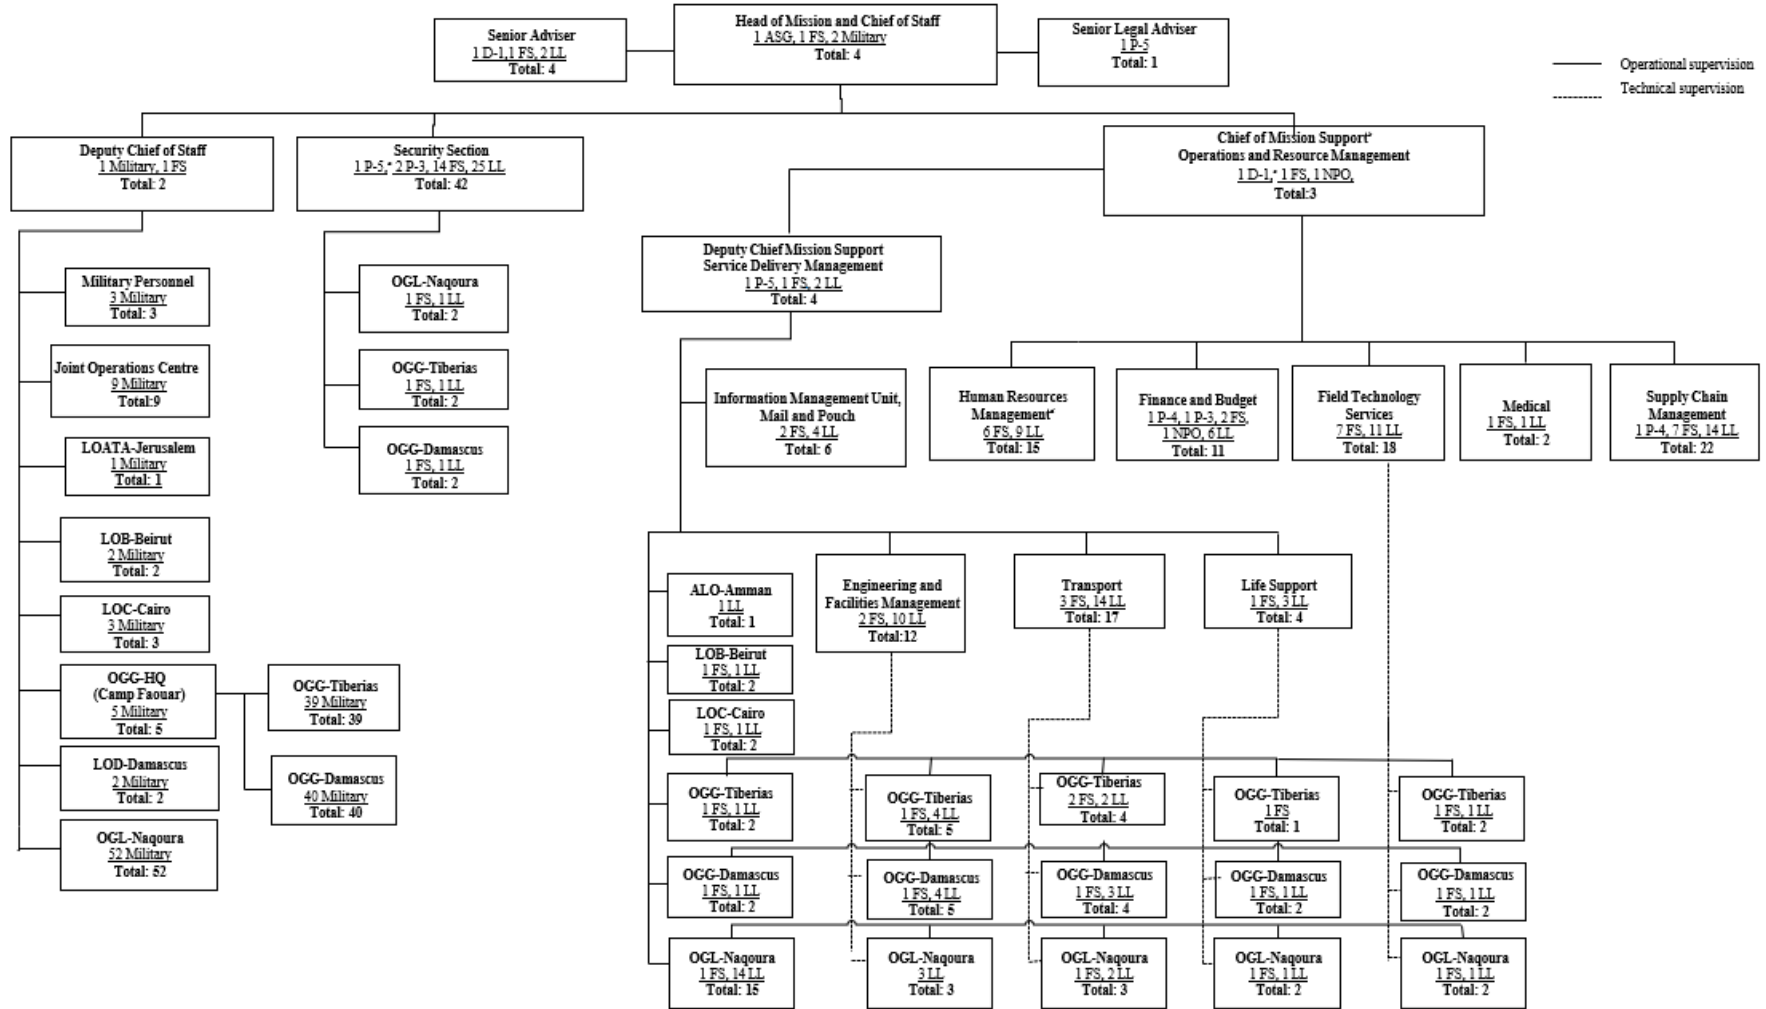 Head of Mission and Chief of Staff
1 ASG, 1 FS, 2 Military
Total: 4
Senior Adviser
1 D-1, 1 FS, 2 LL
Total: 4
Senior Legal Adviser
1 P-5
Total: 1
Operational supervision
Technical supervision
Deputy Chief of Staff
1 Military, 1 FS
Total: 2
Security Section
1 P-5, 2 P-3, 14 FS, 25 LL
Total: 42
Chief of Mission Support
Operations and Resource Management
1 D-1, 1 FS, 1 NPO,
Total:3
Deputy Chief Mission Support
Service Delivery Management
1 P-5, 1 FS, 2 LL
Total: 4
Military Personnel
3 Military
Total: 3
Joint Operations Centre
9 Military
Total:9
LOATA-Jerusalem
1 Military
Total: 1
LOB-Beirut
2 Military
Total: 2
LOC-Cairo
3 Military
Total: 3
OGG-HQ
(Camp Faouar)
5 Military
Total: 5
OGG-Tiberias
39 Military
Total: 39
LOD-Damascus
2 Military
Total: 2
OGG-Damascus
40 Military
Total: 40
OGL-Naqoura
52 Military
Total: 52
OGL-Naqoura
1 FS, 1 LL
Total: 2
OGG-Tiberias
1 FS, 1 LL
Total: 2
OGG-Damascus
1 FS, 1 LL
Total: 2
Information Management Unit,
Mail and Pouch
2 FS, 4 LL
Total: 6
Human Resources
Management
6 FS, 9 LL
Total: 15
Finance and Budget
1 P-4, 1 P-3, 2 FS,
1 NPO, 6 LL
Total: 11
Field Technology
Services
7 FS, 11 LL
Total: 18
Medical
1 FS, 1 LL
Total: 2
Supply Chain
Management
1 P-4, 7 FS, 14 LL
Total: 22
ALO-Amman
1 LL
Total: 1
Engineering and
Facilities Management
2 FS, 10 LL
Total:12
Transport
3 FS, 14 LL
Total: 17
Life Support
1 FS, 3 LL
Total: 4
LOB-Beirut
1 FS, 1 LL
Total: 2
LOC-Cairo
1 FS, 1 LL
Total: 2
OGG-Tiberias
1 FS, 1 LL
Total: 2
OGG-Tiberias
1 FS, 4 LL
Total: 5
OGG-Tiberias
2 FS, 2 LL
Total: 4
OGG-Tiberias
1 FS
Total: 1
OGG-Tiberias
1 FS, 1 LL
Total: 2
OGG-Damascus
1 FS, 1 LL
Total: 2
OGG-Damascus
1 FS, 4 LL
Total: 5
OGG-Damascus
1 FS, 3 LL
Total: 4
OGG-Damascus
1 FS, 1 LL
Total: 2
OGG-Damascus
1 FS, 1 LL
Total: 2
OGL-Naqoura
1 FS, 14 LL
Total: 15
OGL-Naqoura
3 LL
Total: 3
OGL-Naqoura
1 FS, 2 LL
Total: 3
OGL-Naqoura
1 FS, 1 LL
Total: 2
OGL-Naqoura
1 FS, 1 LL
Total: 2